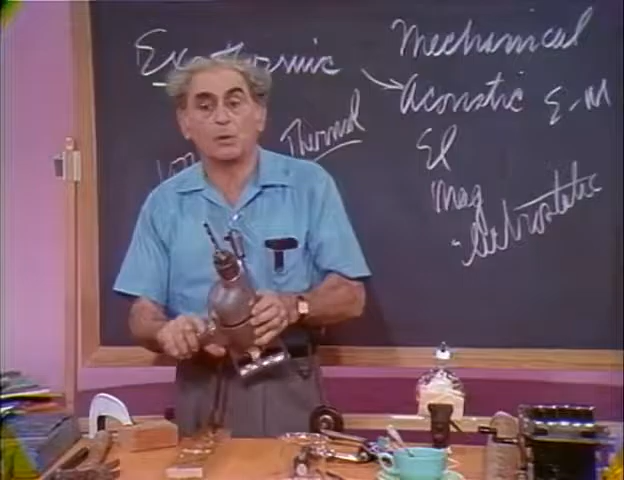 Exothermic
Mechanical
Acoustic E-M
Thermal
El
Mag
Electrostatic